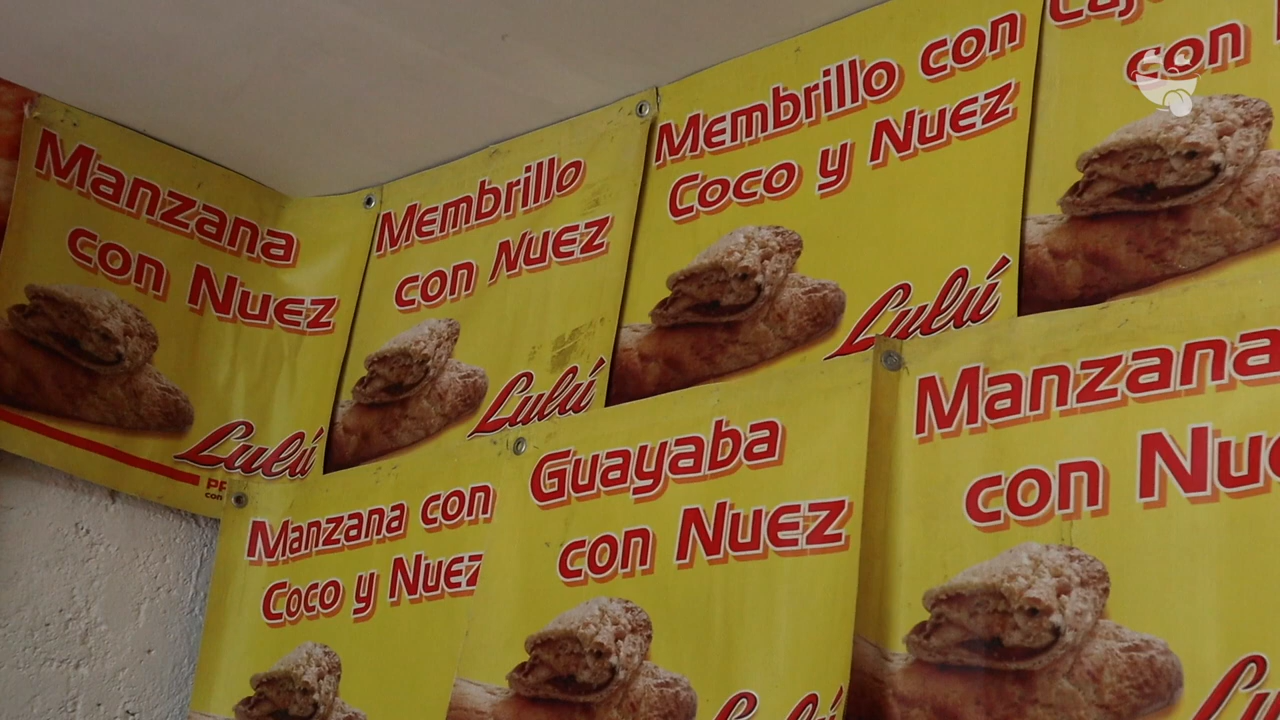 Manzana
con Nuez
Lulú
Membrillo
con Nuez
Lulú
Membrillo con
Coco y Nuez
Lulú
con
Manzana con
Coco y Nuez
Guayaba
con Nuez
Lulú
Manzana
con